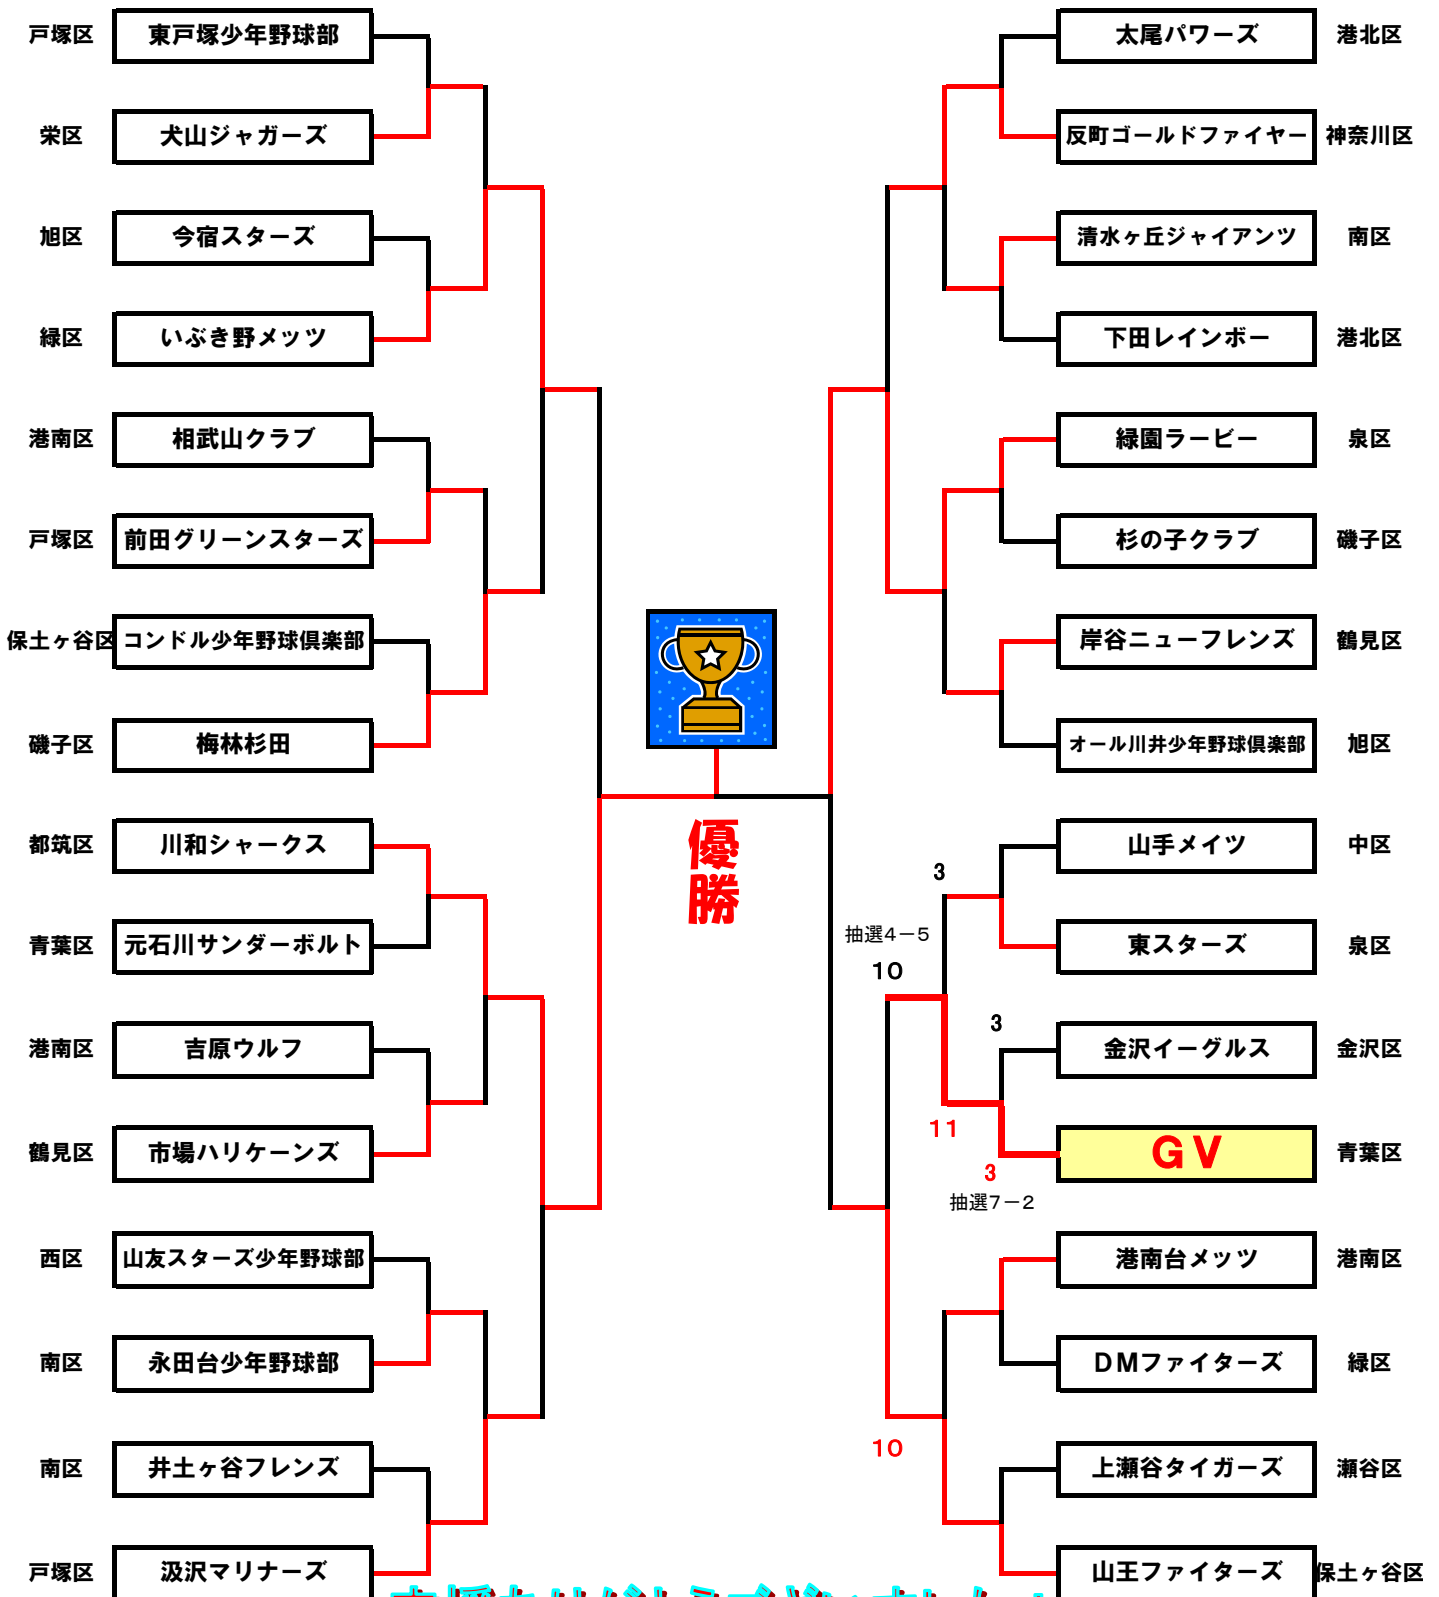 戸塚区 東戸塚少年野球部
栄区 犬山ジャガーズ
旭区 今宿スターズ
緑区 いぶき野メッツ
港南区 相武山クラブ
戸塚区 前田グリーンスターズ
保土ヶ谷区 コンドル少年野球倶楽部
磯子区 梅林杉田
都筑区 川和シャークス
青葉区 元石川サンダーボルト
港南区 吉原ウルフ
鶴見区 市場ハリケーンズ
西区 山友スターズ少年野球部
南区 永田台少年野球部
南区 井土ヶ谷フレンズ
戸塚区 汲沢マリナーズ
優勝
太尾パワーズ 港北区
反町ゴールドファイヤー 神奈川区
清水ヶ丘ジャイアンツ 南区
下田レインボー 港北区
緑園ラービー 泉区
杉の子クラブ 磯子区
岸谷ニューフレンズ 鶴見区
オール川井少年野球倶楽部 旭区
山手メイツ 中区
3
抽選4－5
東スターズ 泉区
10
3
金沢イーグルス 金沢区
11
GV 青葉区
3
抽選7－2
港南台メッツ 港南区
DMファイターズ 緑区
10
上瀬谷タイガーズ 瀬谷区
山王ファイターズ 保土ヶ谷区